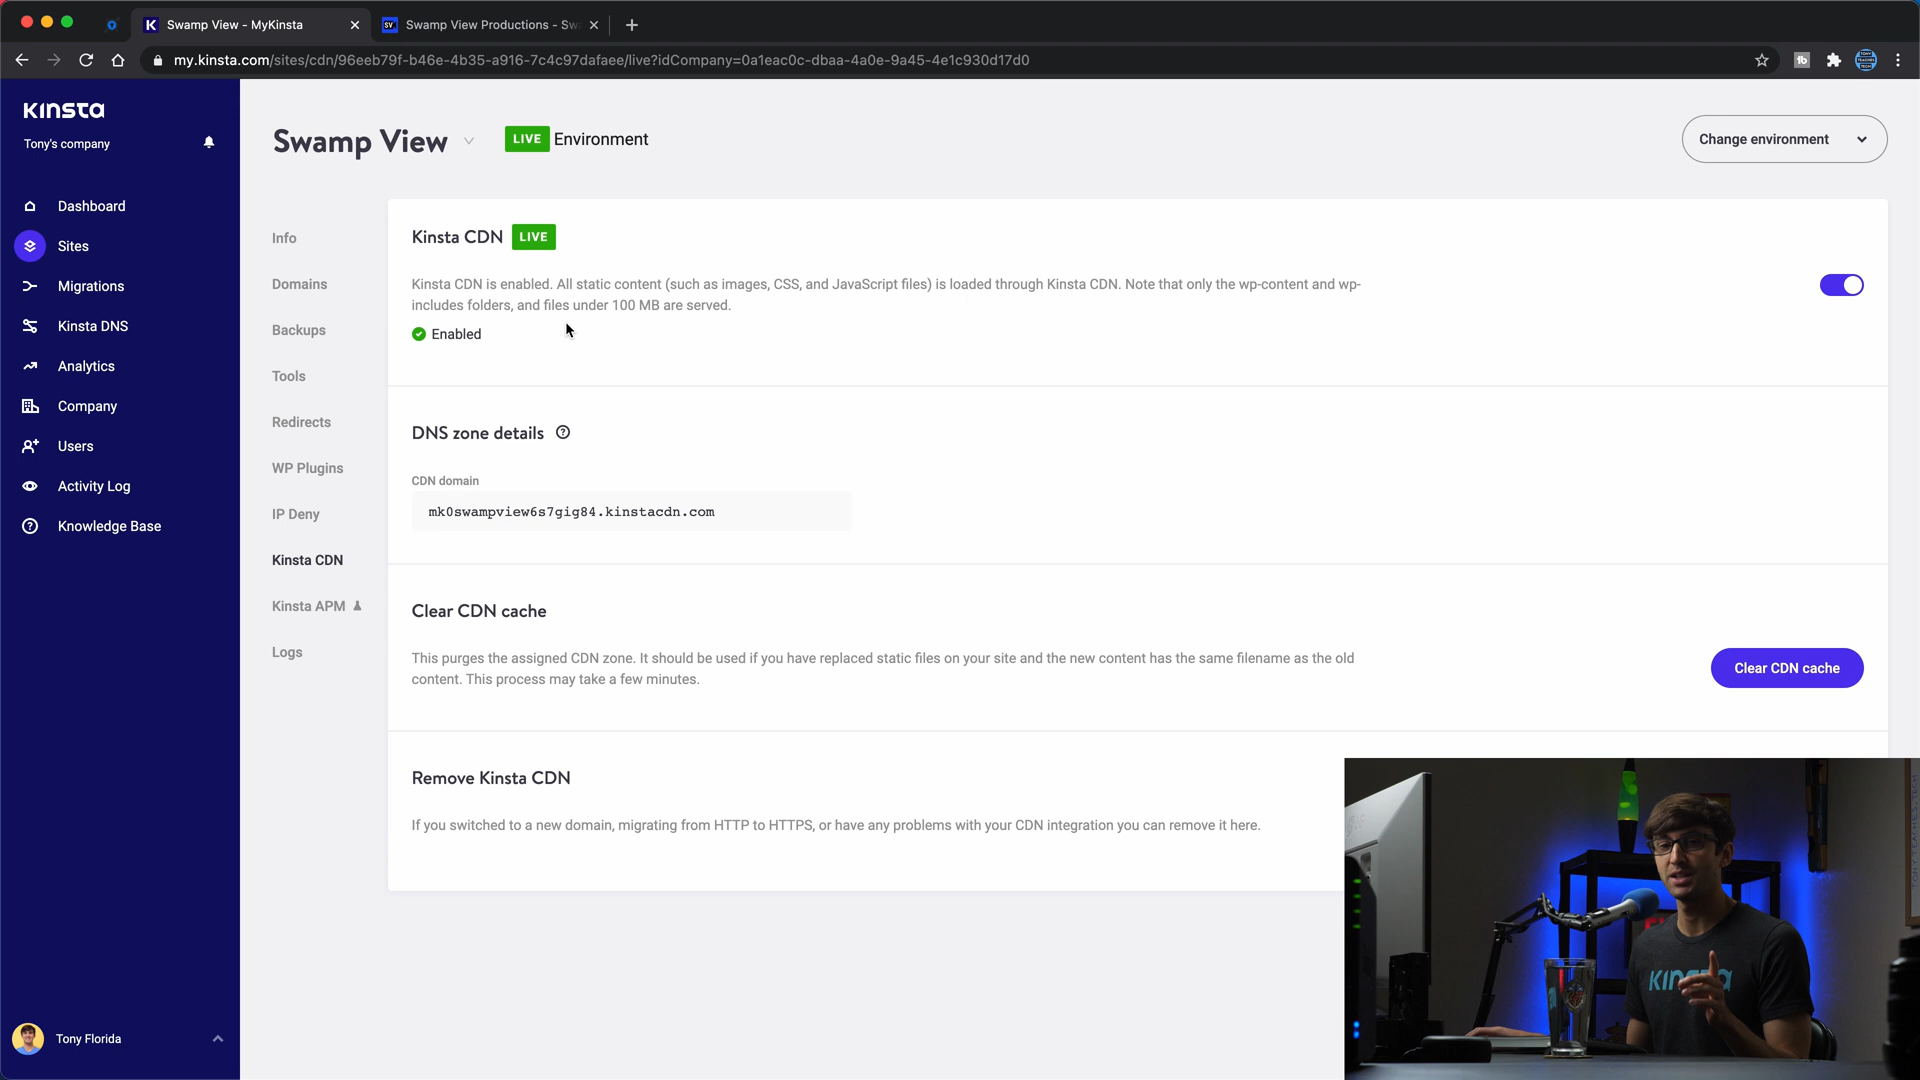 Swamp View - MyKinsta
SV
Swamp View Productions - Sw
my.kinsta.com/sites/cdn/96eeb79f-b46e-4b35-a916-7c4c97dafaee/live?idCompany=0a1eac0c-dbaa-4a0e-9a45-4e1c930d17d0
KINSTA
Tony's company
Dashboard
Sites
Migrations
Kinsta DNS
Analytics
Company
Users
Activity Log
Knowledge Base
Tony Florida
Swamp View
LIVE Environment
Change environment
Info
Domains
Backups
Tools
Redirects
WP Plugins
IP Deny
Kinsta CDN
Kinsta APM
Logs
Kinsta CDN LIVE
Kinsta CDN is enabled. All static content (such as images, CSS, and JavaScript files) is loaded through Kinsta CDN. Note that only the wp-content and wp-
includes folders, and files under 100 MB are served.
Enabled
DNS zone details
CDN domain
mk0swampview6s7gig84.kinstacdn.com
Clear CDN cache
This purges the assigned CDN zone. It should be used if you have replaced static files on your site and the new content has the same filename as the old
content. This process may take a few minutes.
Clear CDN cache
Remove Kinsta CDN
If you switched to a new domain, migrating from HTTP to HTTPS, or have any problems with your CDN integration you can remove it here.